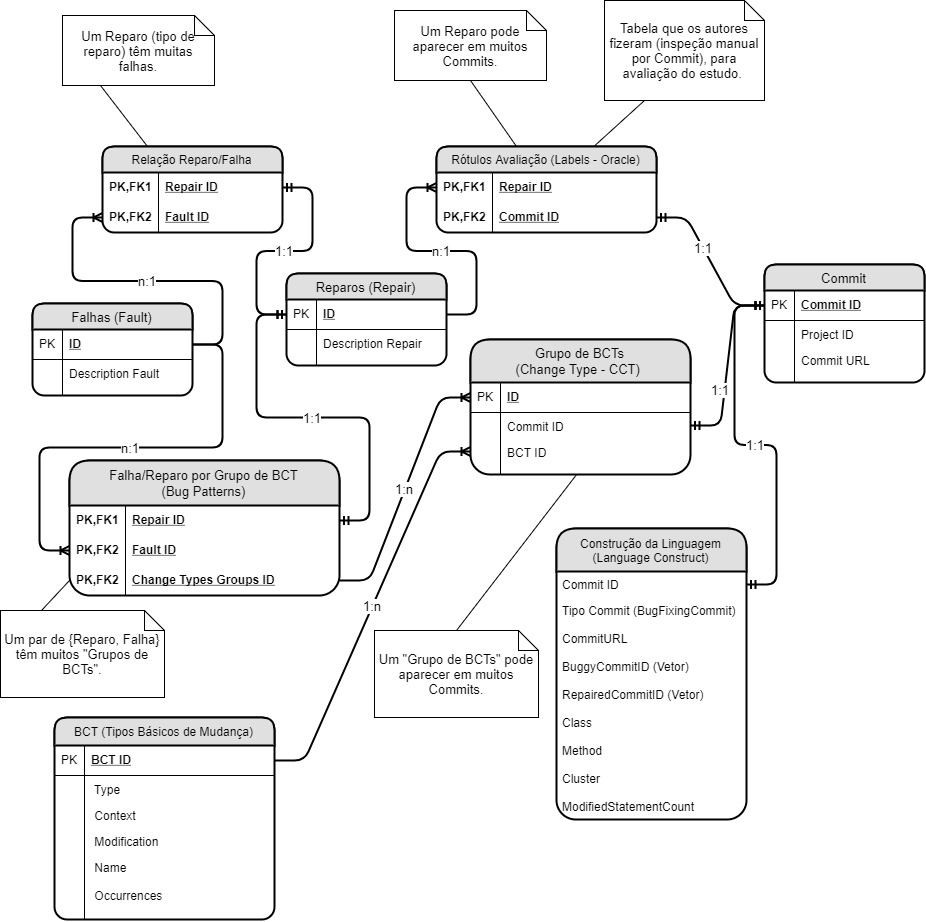 Um Reparo (tipo de
reparo) têm muitas
falhas.
Um Reparo pode
aparecer em muitos
Commits.
Tabela que os autores
fizeram (inspeção manual
por Commit), para
avaliação do estudo.
Relação Reparo/Falha
PK,FK1 Repair ID
PK,FK2 Fault ID
Rótulos Avaliação (Labels - Oracle)
PK,FK1 Repair ID
PK,FK2 Commit ID
1:1
n:1
1:1
n:1
Commit
PK Commit ID
Project ID
Commit URL
Reparos (Repair)
PK ID
Description Repair
Falhas (Fault)
PK ID
Description Fault
Grupo de BCTs
(Change Type - CCT)
PK ID
Commit ID
BCT ID
1:1
1:1
1:1
n:1
Falha/Reparo por Grupo de BCT
(Bug Patterns)
PK,FK1 Repair ID
PK,FK2 Fault ID
PK,FK2 Change Types Groups ID
1:n
1:n
Construção da Linguagem
(Language Construct)
Commit ID
Tipo Commit (BugFixingCommit)
CommitURL
BuggyCommitID (Vetor)
RepairedCommitID (Vetor)
Class
Method
Cluster
ModifiedStatementCount
Um par de {Reparo, Falha}
têm muitos "Grupos de
BCTs".
Um "Grupo de BCTs" pode
aparecer em muitos
Commits.
BCT (Tipos Básicos de Mudança)
PK BCT ID
Type
Context
Modification
Name
Occurrences